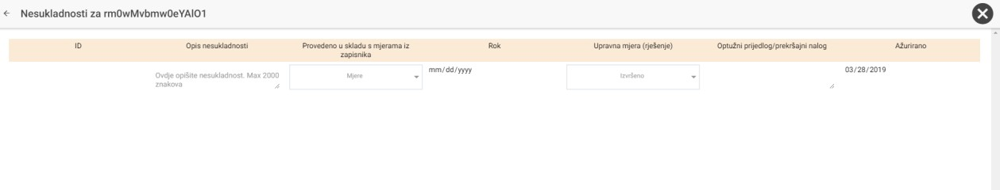 Nesukladnosti za rm0wMvbmw0eYAlO1
ID Opis nesukladnosti Provedeno u skladu s mjerama iz zapisnika Rok Upravna mjera (rješenje) Optužni prijedlog/prekršajni nalog Ažurirano
Ovdje opišite nesukladnost. Max 2000
znakova
Mjere
mm/dd/yyyy
Izvršeno
03/28/2019